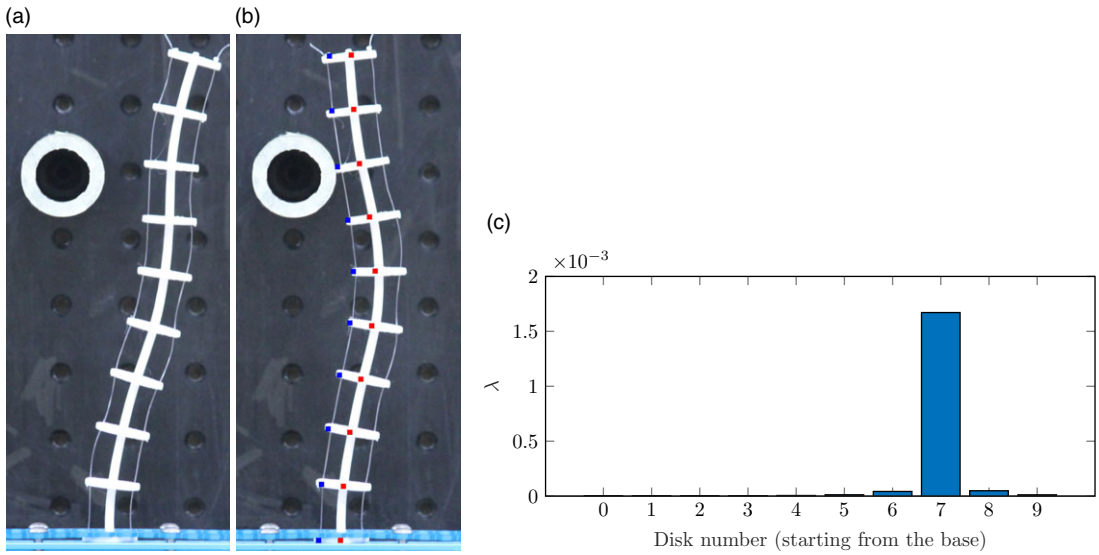 (a)
(b)
(c)
×10⁻³
2
1.5
1
0.5
0
λ
0 1 2 3 4 5 6 7 8 9
Disk number (starting from the base)